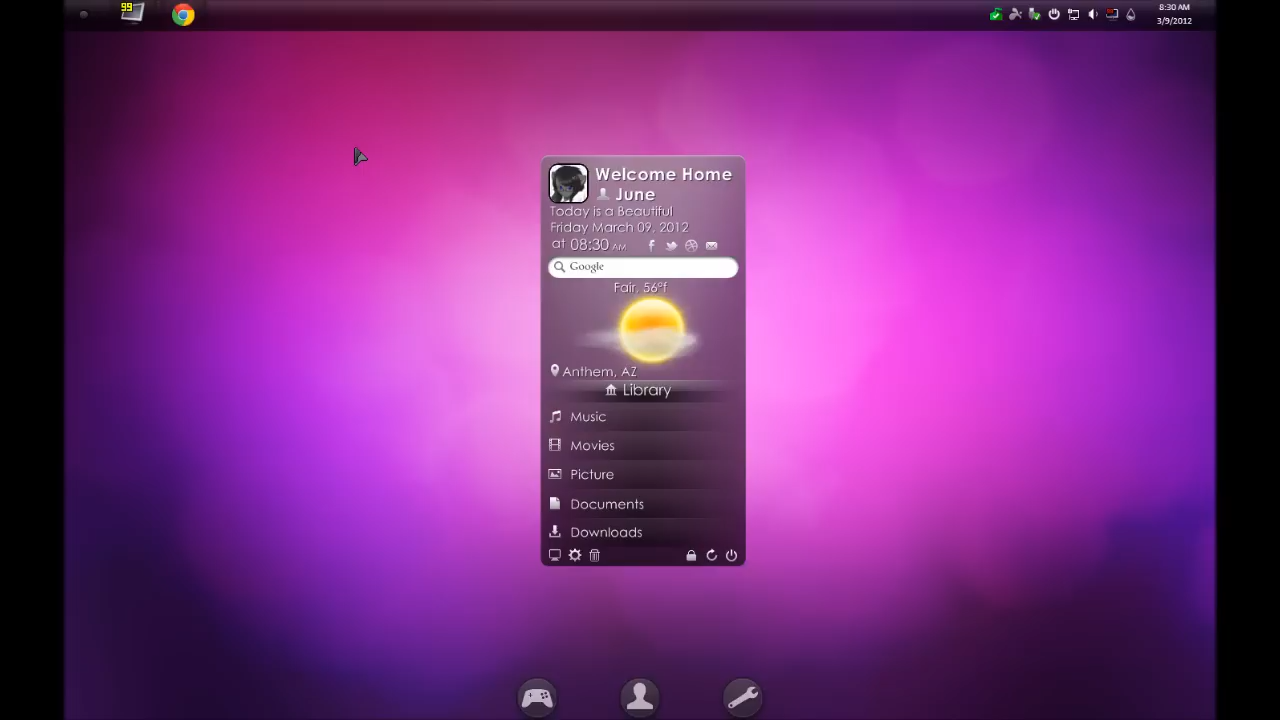 99
8:30 AM
3/9/2012
Welcome Home
June
Today is a Beautiful
Friday March 09, 2012
at 08:30 AM
Google
Fair, 56°f
Anthem, AZ
Library
Music
Movies
Picture
Documents
Downloads